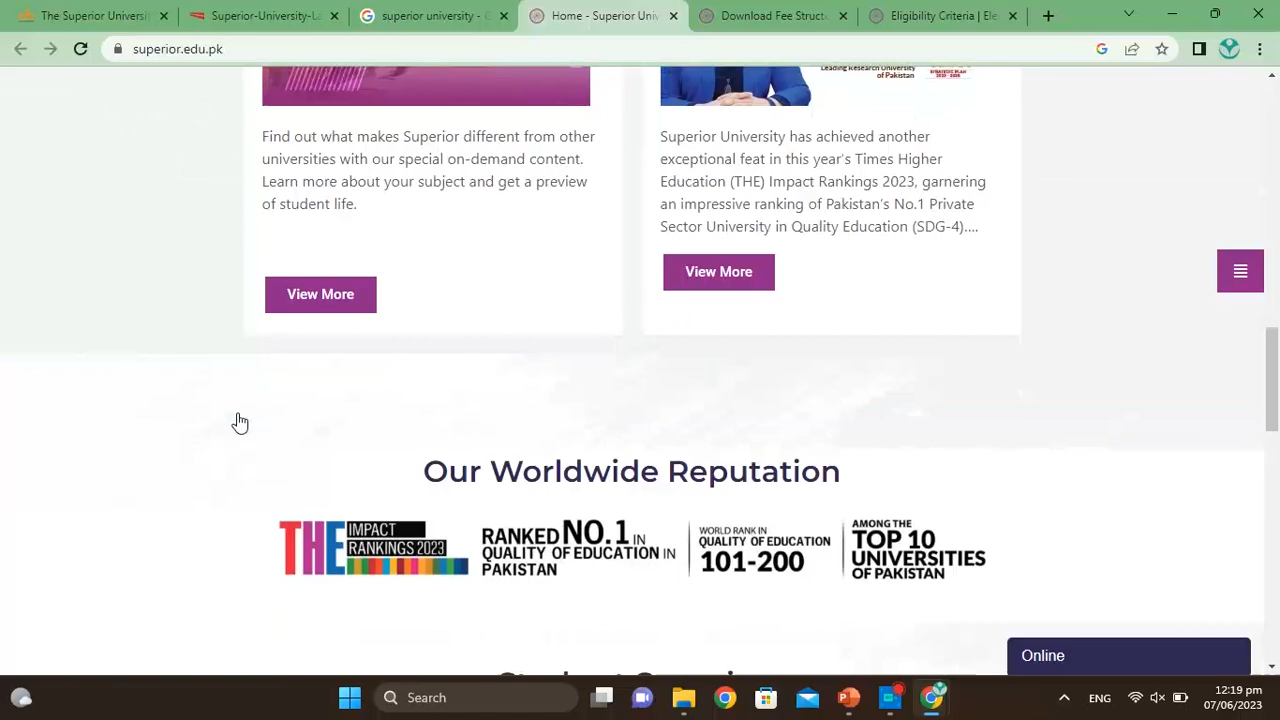 The Superior Universi
Superior-University-La
superior university - E
Home - Superior Univ
Download Fee Struct
Eligibility Criteria | Ele
superior.edu.pk
Leading Research University
of Pakistan
Find out what makes Superior different from other
universities with our special on-demand content.
Learn more about your subject and get a preview
of student life.
View More
Superior University has achieved another
exceptional feat in this year's Times Higher
Education (THE) Impact Rankings 2023, garnering
an impressive ranking of Pakistan's No.1 Private
Sector University in Quality Education (SDG-4)....
View More
Our Worldwide Reputation
THE IMPACT
RANKINGS 2023
RANKED NO.1 IN
QUALITY OF EDUCATION IN
PAKISTAN
WORLD RANK IN
QUALITY OF EDUCATION
101-200
AMONG THE
TOP 10
UNIVERSITIES
OF PAKISTAN
Online
Search
ENG
12:19 pm
07/06/2023